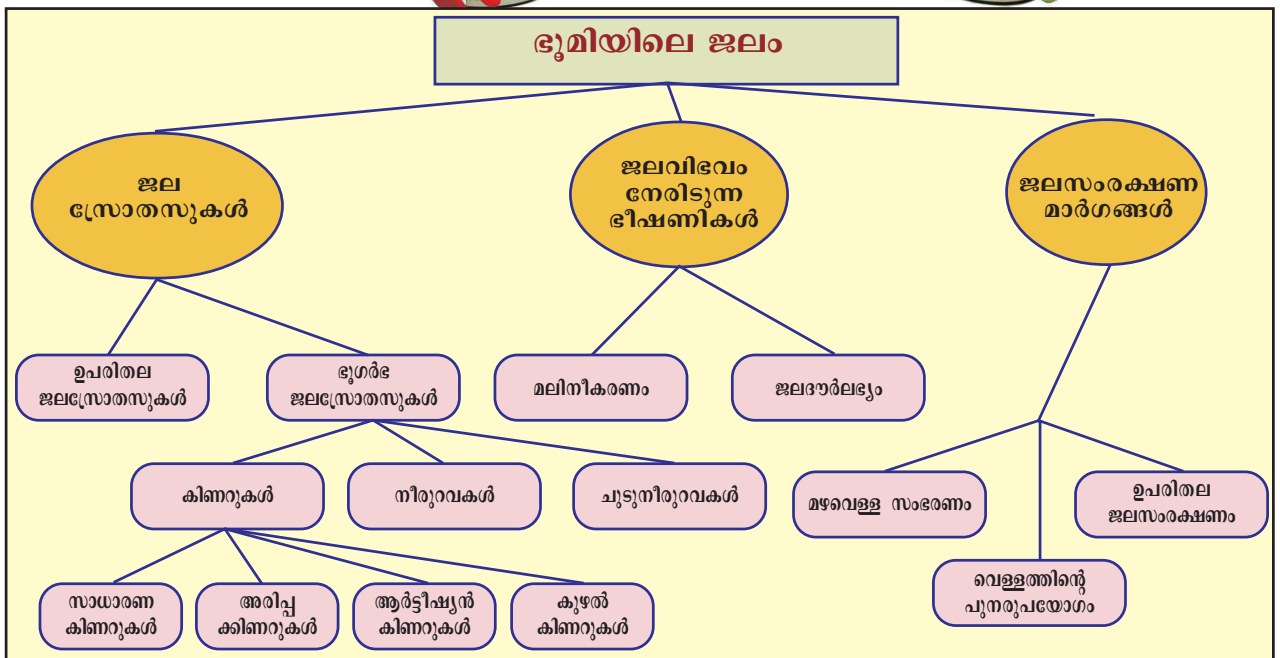 ഭൂമിയിലെ ജലം
ജല
സ്രോതസുകൾ
ജലവിഭവം
നേരിടുന്ന
ഭീഷണികൾ
ജലസംരക്ഷണ
മാർഗങ്ങൾ
ഉപരിതല
ജലസ്രോതസുകൾ
ഭൂഗർഭ
ജലസ്രോതസുകൾ
മലിനീകരണം
ജലദൗർലഭ്യം
കിണറുകൾ
നീരുറവകൾ
ചുടുനീരുറവകൾ
മഴവെള്ള സംഭരണം
ഉപരിതല
ജലസംരക്ഷണം
വെള്ളത്തിന്റെ
പുനരുപയോഗം
സാധാരണ
കിണറുകൾ
അരിപ്പ
ക്കിണറുകൾ
ആർട്ടീഷ്യൻ
കിണറുകൾ
കുഴൽ
കിണറുകൾ